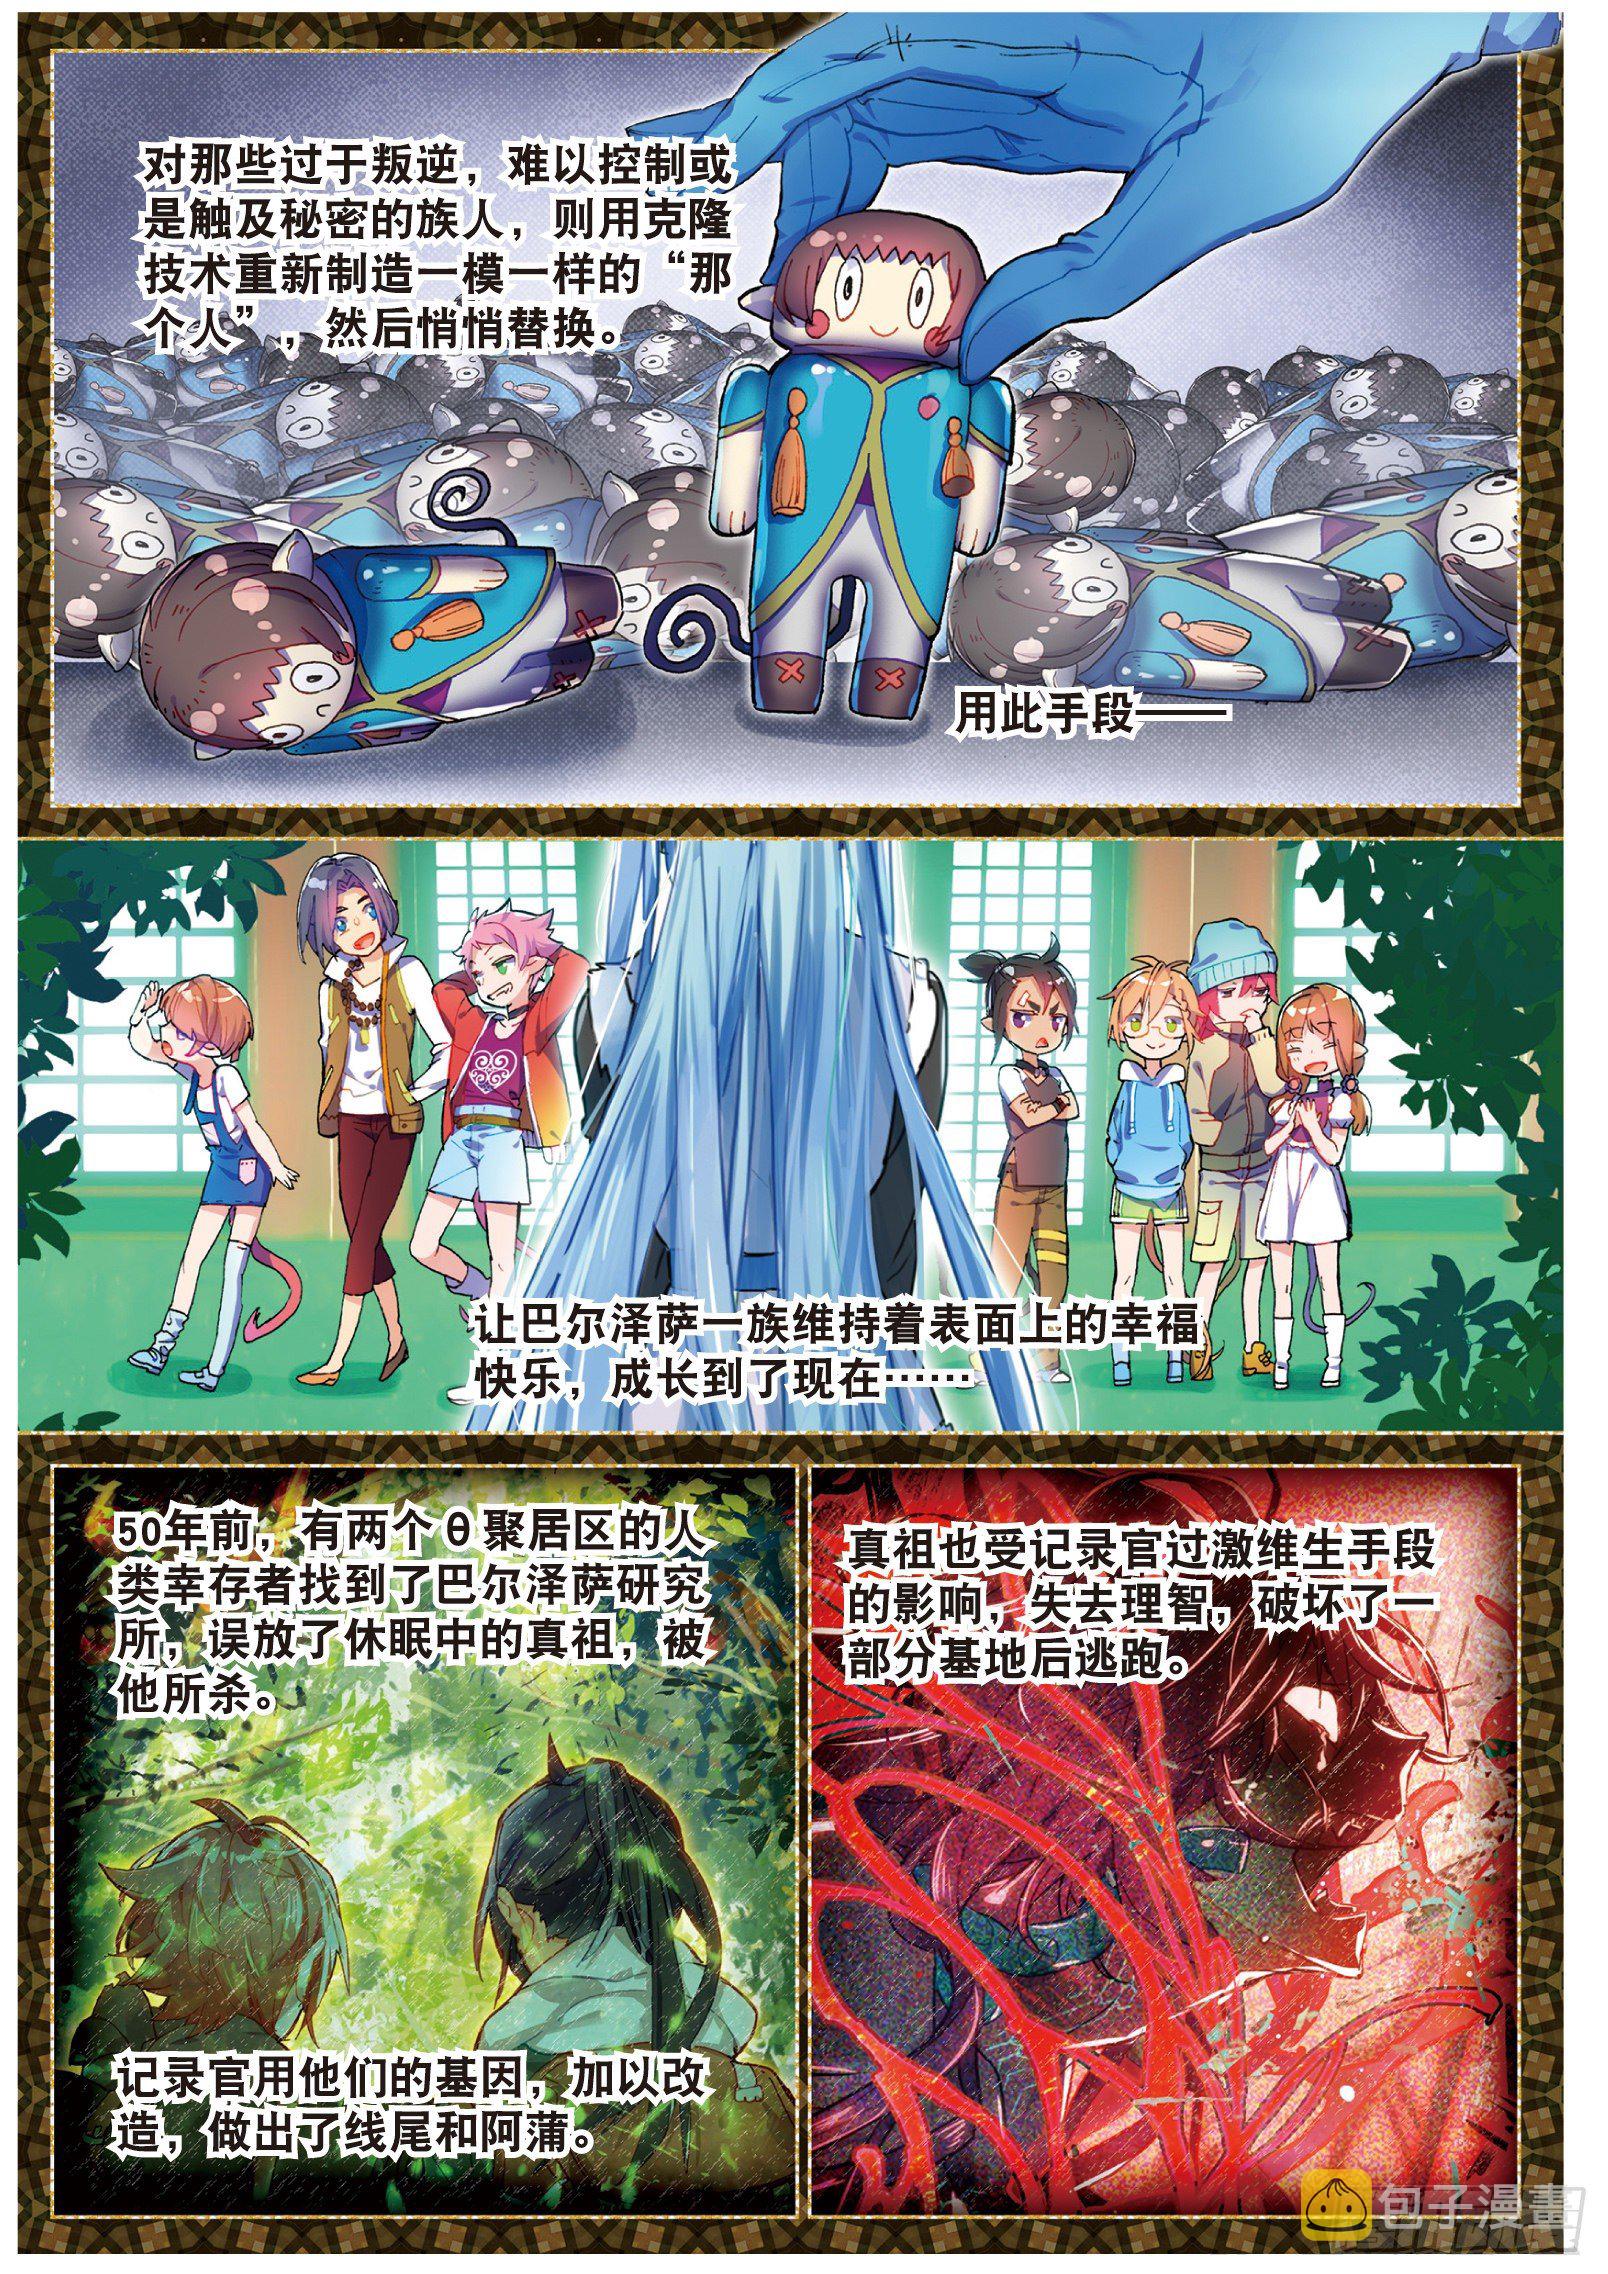 对那些过于叛逆，难以控制或
是触及秘密的族人，则用克隆
技术重新制造一模一样的“那
个人”，然后悄悄替换。
用此手段——
让巴尔泽萨一族维持着表面上的幸福
快乐，成长到了现在……
50年前，有两个θ聚居区的人
类幸存者找到了巴尔泽萨研究
所，误放了休眠中的真祖，被
他所杀。
记录官用他们的基因，加以改
造，做出了线尾和阿蒲。
真祖也受记录官过激维生手段
的影响，失去理智，破坏了一
部分基地后逃跑。
包子漫畫